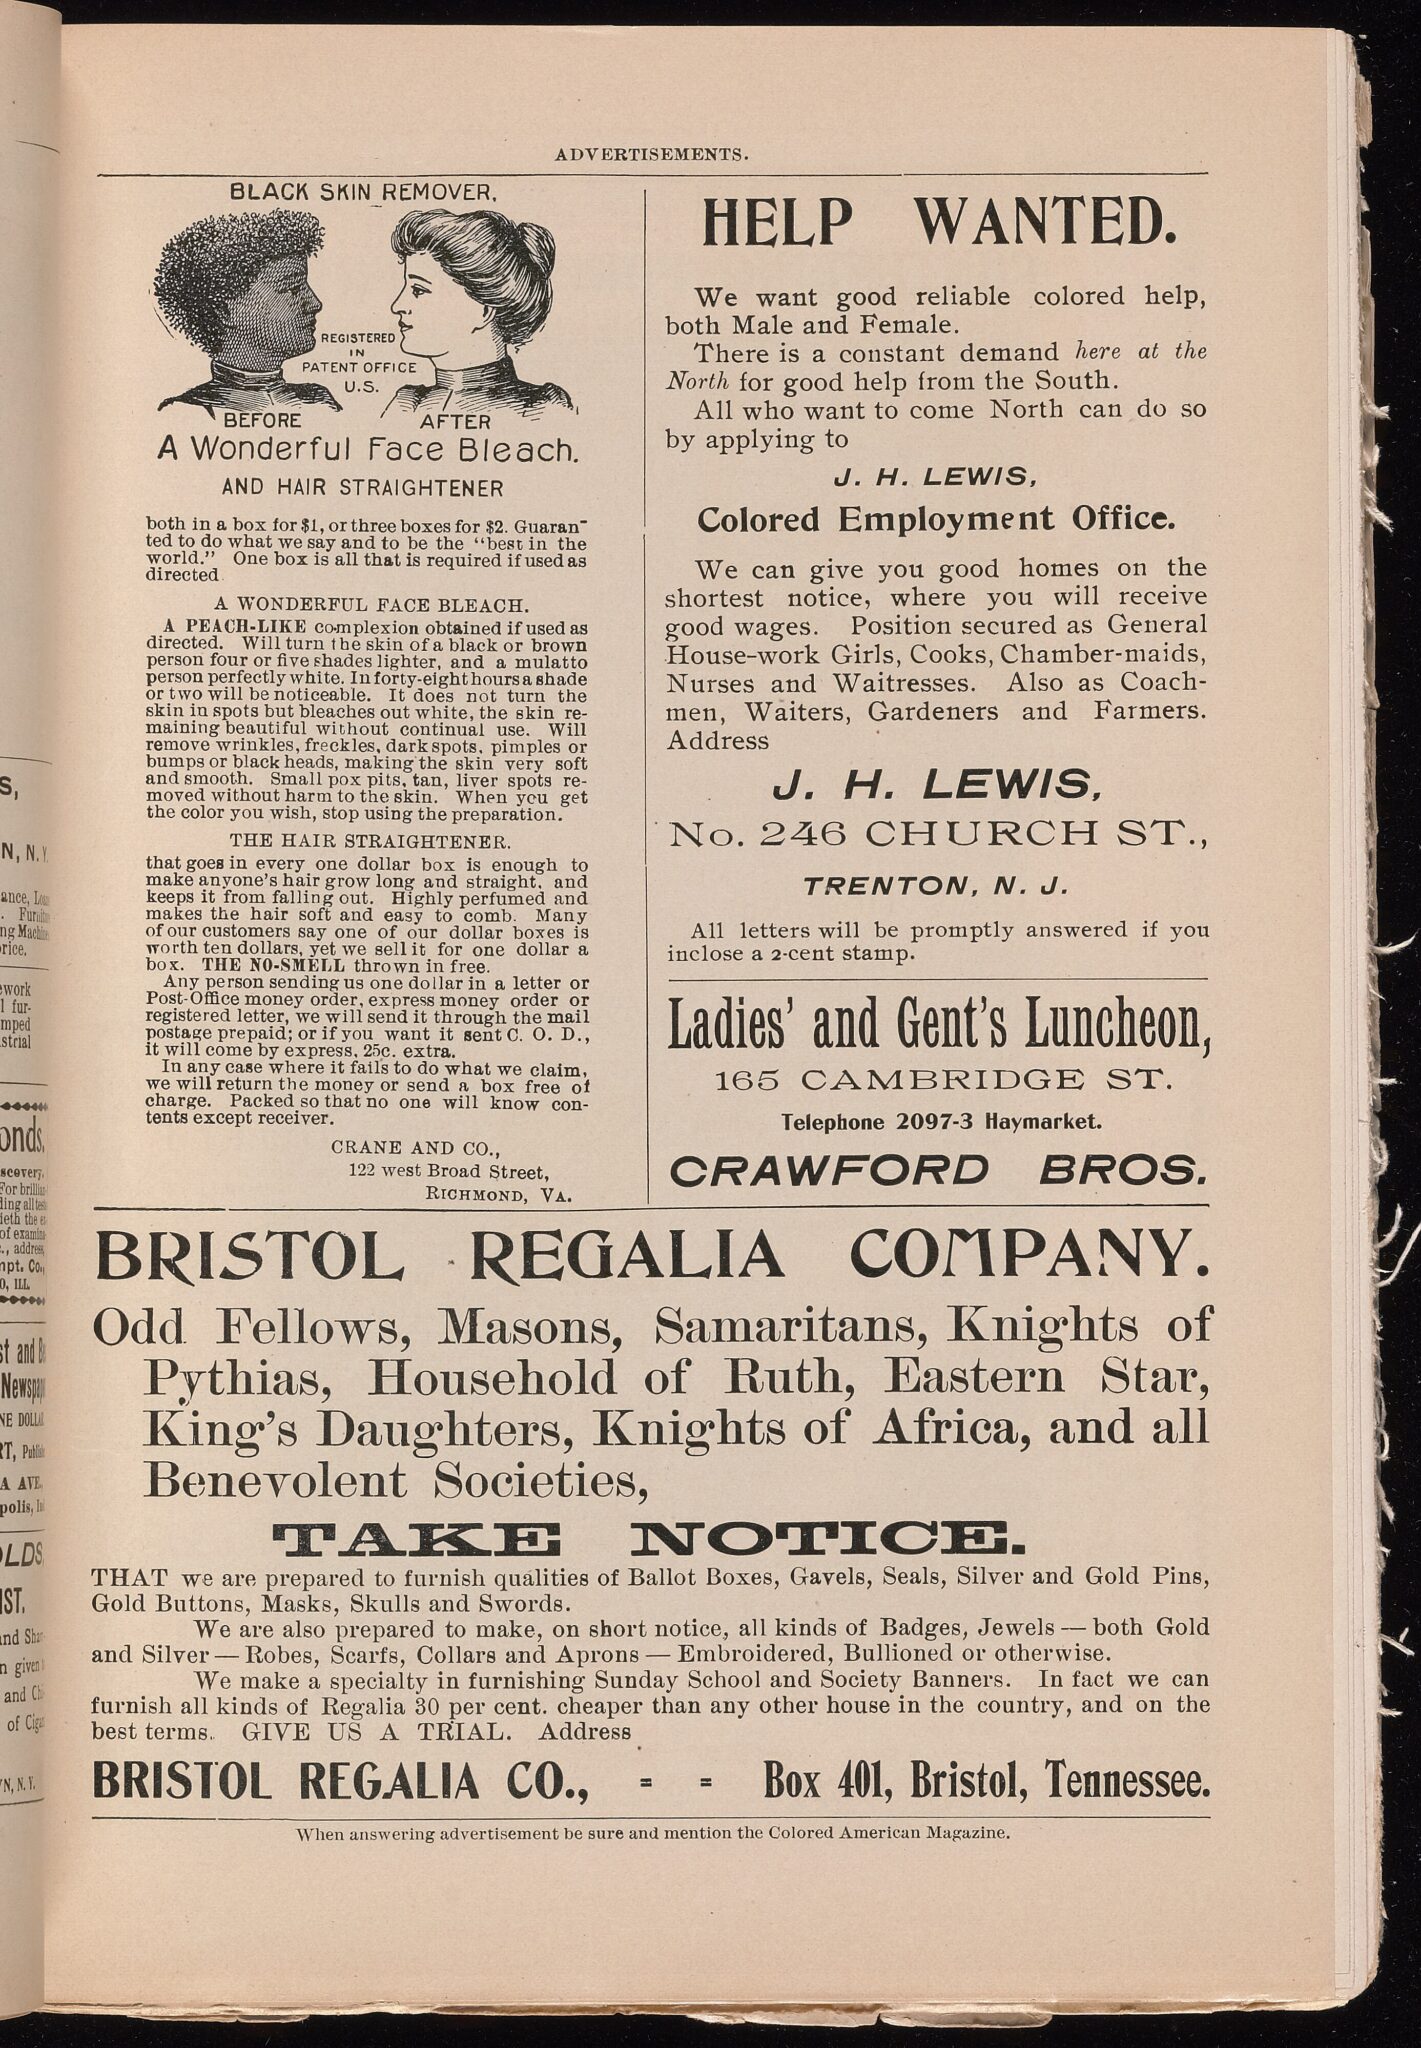 ADVERTISEMENTS.
BLACK SKIN REMOVER.
REGISTERED
IN
PATENT OFFICE
U.S.
BEFORE
AFTER
A Wonderful Face Bleach.
AND HAIR STRAIGHTENER
both in a box for $1, or three boxes for $2. Guaran-
ted to do what we say and to be the "best in the
world." One box is all that is required if used as
directed
A WONDERFUL FACE BLEACH.
A PEACH-LIKE complexion obtained if used as
directed. Will turn the skin of a black or brown
person four or five shades lighter, and a mulatto
person perfectly white. In forty-eight hours a shade
or two will be noticeable. It does not turn the
skin in spots but bleaches out white, the skin re-
maining beautiful without continual use. Will
remove wrinkles, freckles, dark spots, pimples or
bumps or black heads, making the skin very soft
and smooth. Small pox pits, tan, liver spots re-
moved without harm to the skin. When you get
the color you wish, stop using the preparation.
THE HAIR STRAIGHTENER.
that goes in every one dollar box is enough to
make anyone's hair grow long and straight, and
keeps it from falling out. Highly perfumed and
makes the hair soft and easy to comb. Many
of our customers say one of our dollar boxes is
worth ten dollars, yet we sell it for one dollar a
box. THE NO-SMELL thrown in free.
Any person sending us one dollar in a letter or
Post-Office money order, express money order or
registered letter, we will send it through the mail
postage prepaid; or if you want it sent C. O. D.,
it will come by express, 25c. extra.
In any case where it fails to do what we claim,
we will return the money or send a box free of
charge. Packed so that no one will know con-
tents except receiver.
CRANE AND CO.,
122 west Broad Street,
RICHMOND, VA.
HELP WANTED.
We want good reliable colored help,
both Male and Female.
There is a constant demand here at the
North for good help from the South.
All who want to come North can do so
by applying to
J. H. LEWIS,
Colored Employment Office.
We can give you good homes on the
shortest notice, where you will receive
good wages. Position secured as General
House-work Girls, Cooks, Chamber-maids,
Nurses and Waitresses. Also as Coach-
men, Waiters, Gardeners and Farmers.
Address
J. H. LEWIS,
No. 246 CHURCH ST.,
TRENTON, N. J.
All letters will be promptly answered if you
inclose a 2-cent stamp.
Ladies' and Gent's Luncheon,
165 CAMBRIDGE ST.
Telephone 2097-3 Haymarket.
CRAWFORD BROS.
BRISTOL REGALIA COMPANY.
Odd Fellows, Masons, Samaritans, Knights of
Pythias, Household of Ruth, Eastern Star,
King's Daughters, Knights of Africa, and all
Benevolent Societies,
TAKE NOTICE.
THAT we are prepared to furnish qualities of Ballot Boxes, Gavels, Seals, Silver and Gold Pins,
Gold Buttons, Masks, Skulls and Swords.
We are also prepared to make, on short notice, all kinds of Badges, Jewels — both Gold
and Silver — Robes, Scarfs, Collars and Aprons — Embroidered, Bullioned or otherwise.
We make a specialty in furnishing Sunday School and Society Banners. In fact we can
furnish all kinds of Regalia 30 per cent. cheaper than any other house in the country, and on the
best terms. GIVE US A TRIAL. Address
BRISTOL REGALIA CO., = = Box 401, Bristol, Tennessee.
When answering advertisement be sure and mention the Colored American Magazine.